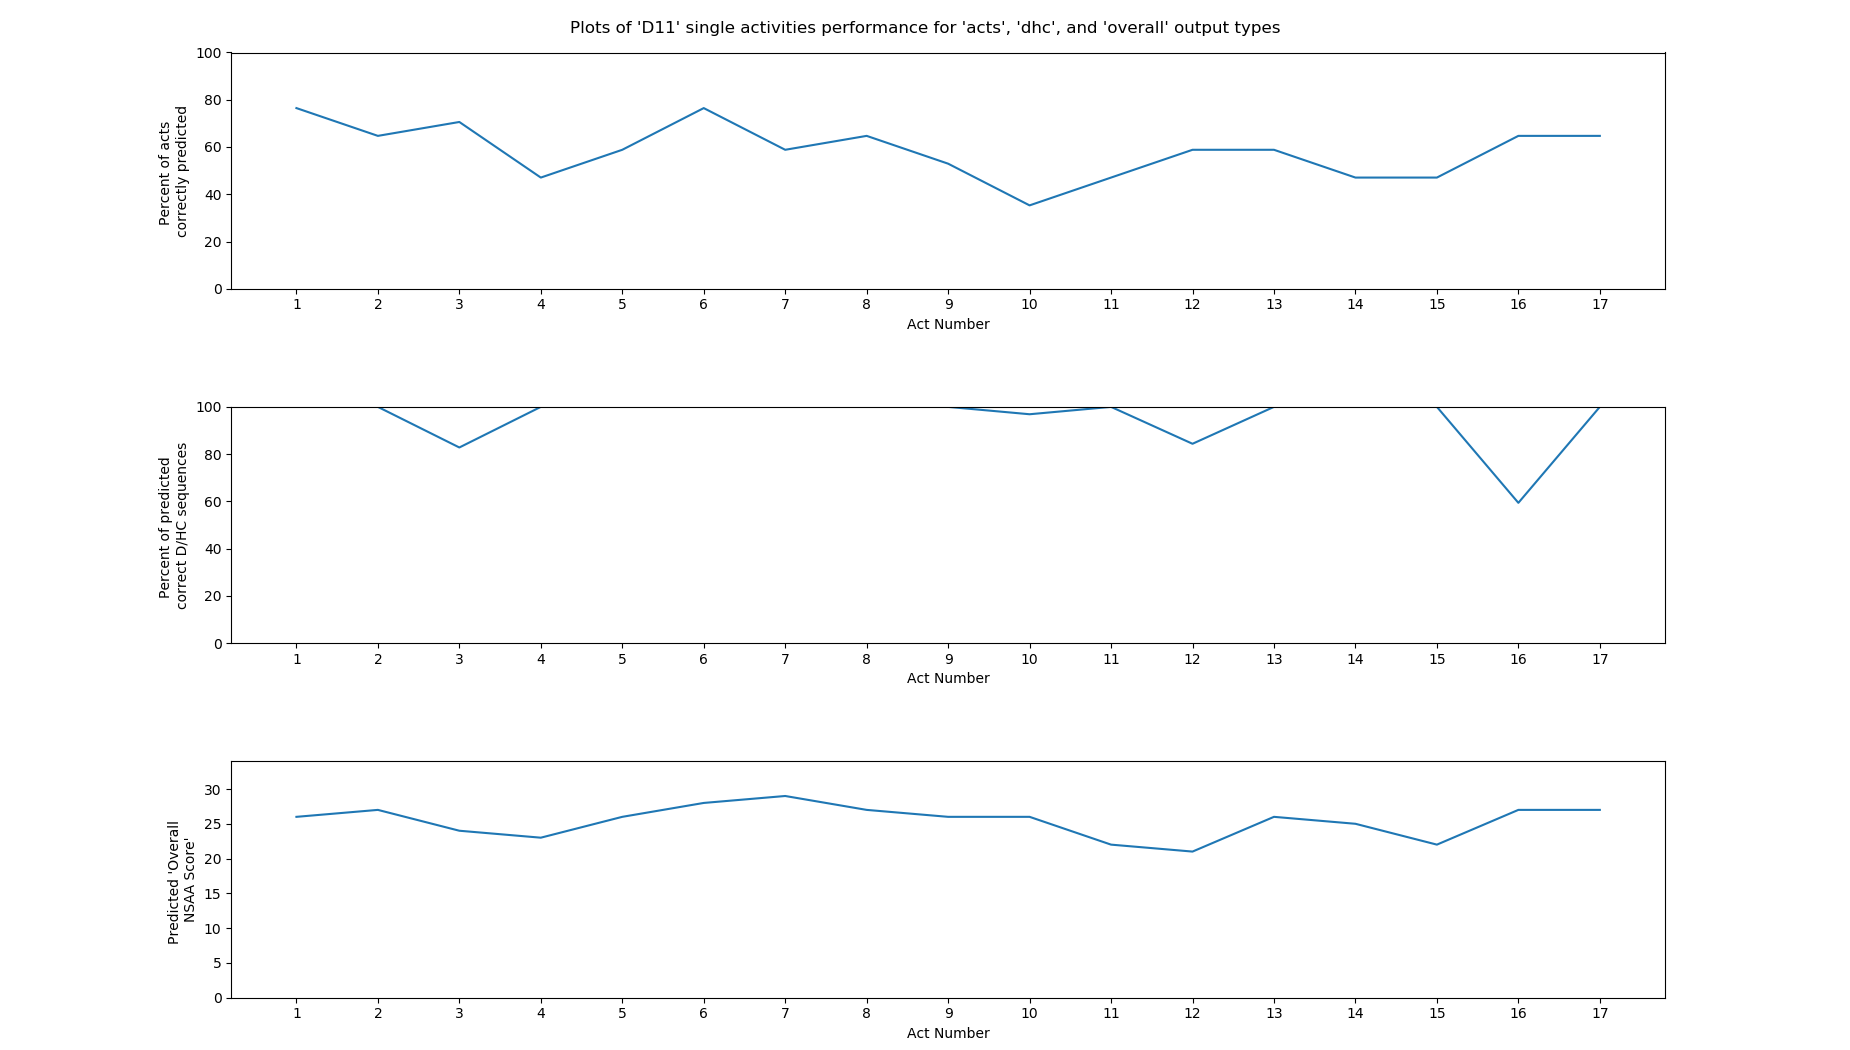 Plots of 'D11' single activities performance for 'acts', 'dhc', and 'overall' output types
Percent of acts
correctly predicted
100
80
60
40
20
0
1 2 3 4 5 6 7 8 9 10 11 12 13 14 15 16 17
Act Number
Percent of predicted
correct D/HC sequences
100
80
60
40
20
0
1 2 3 4 5 6 7 8 9 10 11 12 13 14 15 16 17
Act Number
Predicted 'Overall
NSAA Score'
30
25
20
15
10
5
0
1 2 3 4 5 6 7 8 9 10 11 12 13 14 15 16 17
Act Number